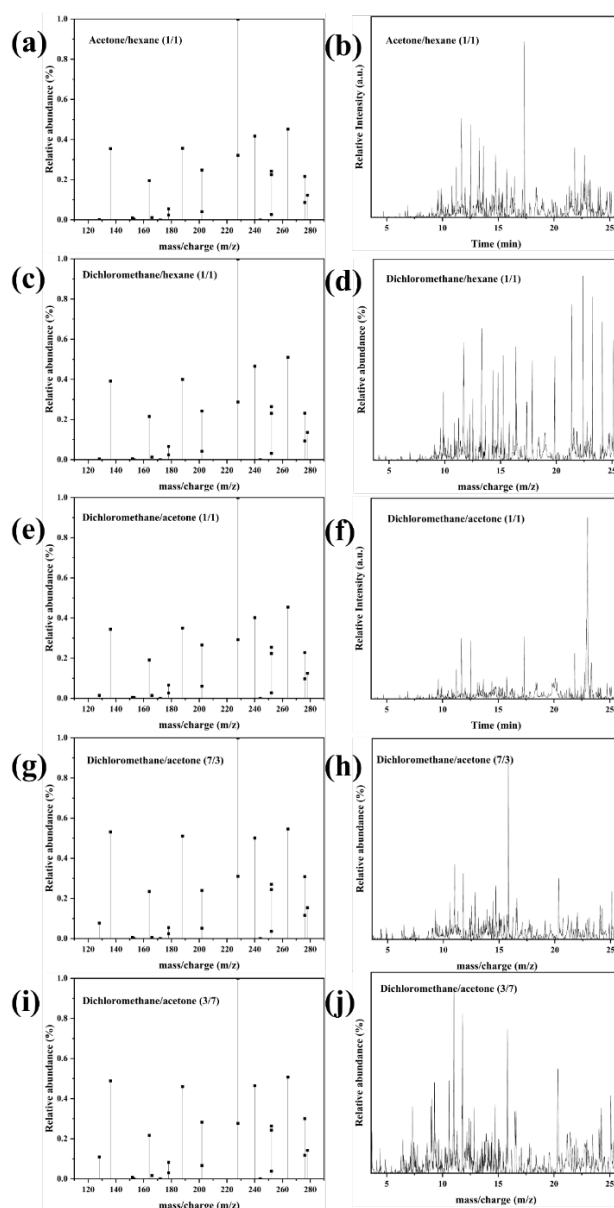 (a)
Acetone/hexane (1/1)
Relative abundance (%)
1.0
0.8
0.6
0.4
0.2
0.0
120 140 160 180 200 220 240 260 280
mass/charge (m/z)
(b)
Acetone/hexane (1/1)
Relative Intensity (a.u.)
5 10 15 20 25
Time (min)
(c)
Dichloromethane/hexane (1/1)
Relative abundance (%)
1.0
0.8
0.6
0.4
0.2
0.0
120 140 160 180 200 220 240 260 280
mass/charge (m/z)
(d)
Dichloromethane/hexane (1/1)
Relative abundance (%)
5 10 15 20 25
mass/charge (m/z)
(e)
Dichloromethane/acetone (1/1)
Relative abundance (%)
1.0
0.8
0.6
0.4
0.2
0.0
120 140 160 180 200 220 240 260 280
mass/charge (m/z)
(f)
Dichloromethane/acetone (1/1)
Relative Intensity (a.u.)
5 10 15 20 25
Time (min)
(g)
Dichloromethane/acetone (7/3)
Relative abundance (%)
1.0
0.8
0.6
0.4
0.2
0.0
120 140 160 180 200 220 240 260 280
mass/charge (m/z)
(h)
Dichloromethane/acetone (7/3)
Relative abundance (%)
5 10 15 20 25
mass/charge (m/z)
(i)
Dichloromethane/acetone (3/7)
Relative abundance (%)
1.0
0.8
0.6
0.4
0.2
0.0
120 140 160 180 200 220 240 260 280
mass/charge (m/z)
(j)
Dichloromethane/acetone (3/7)
Relative abundance (%)
5 10 15 20 25
mass/charge (m/z)